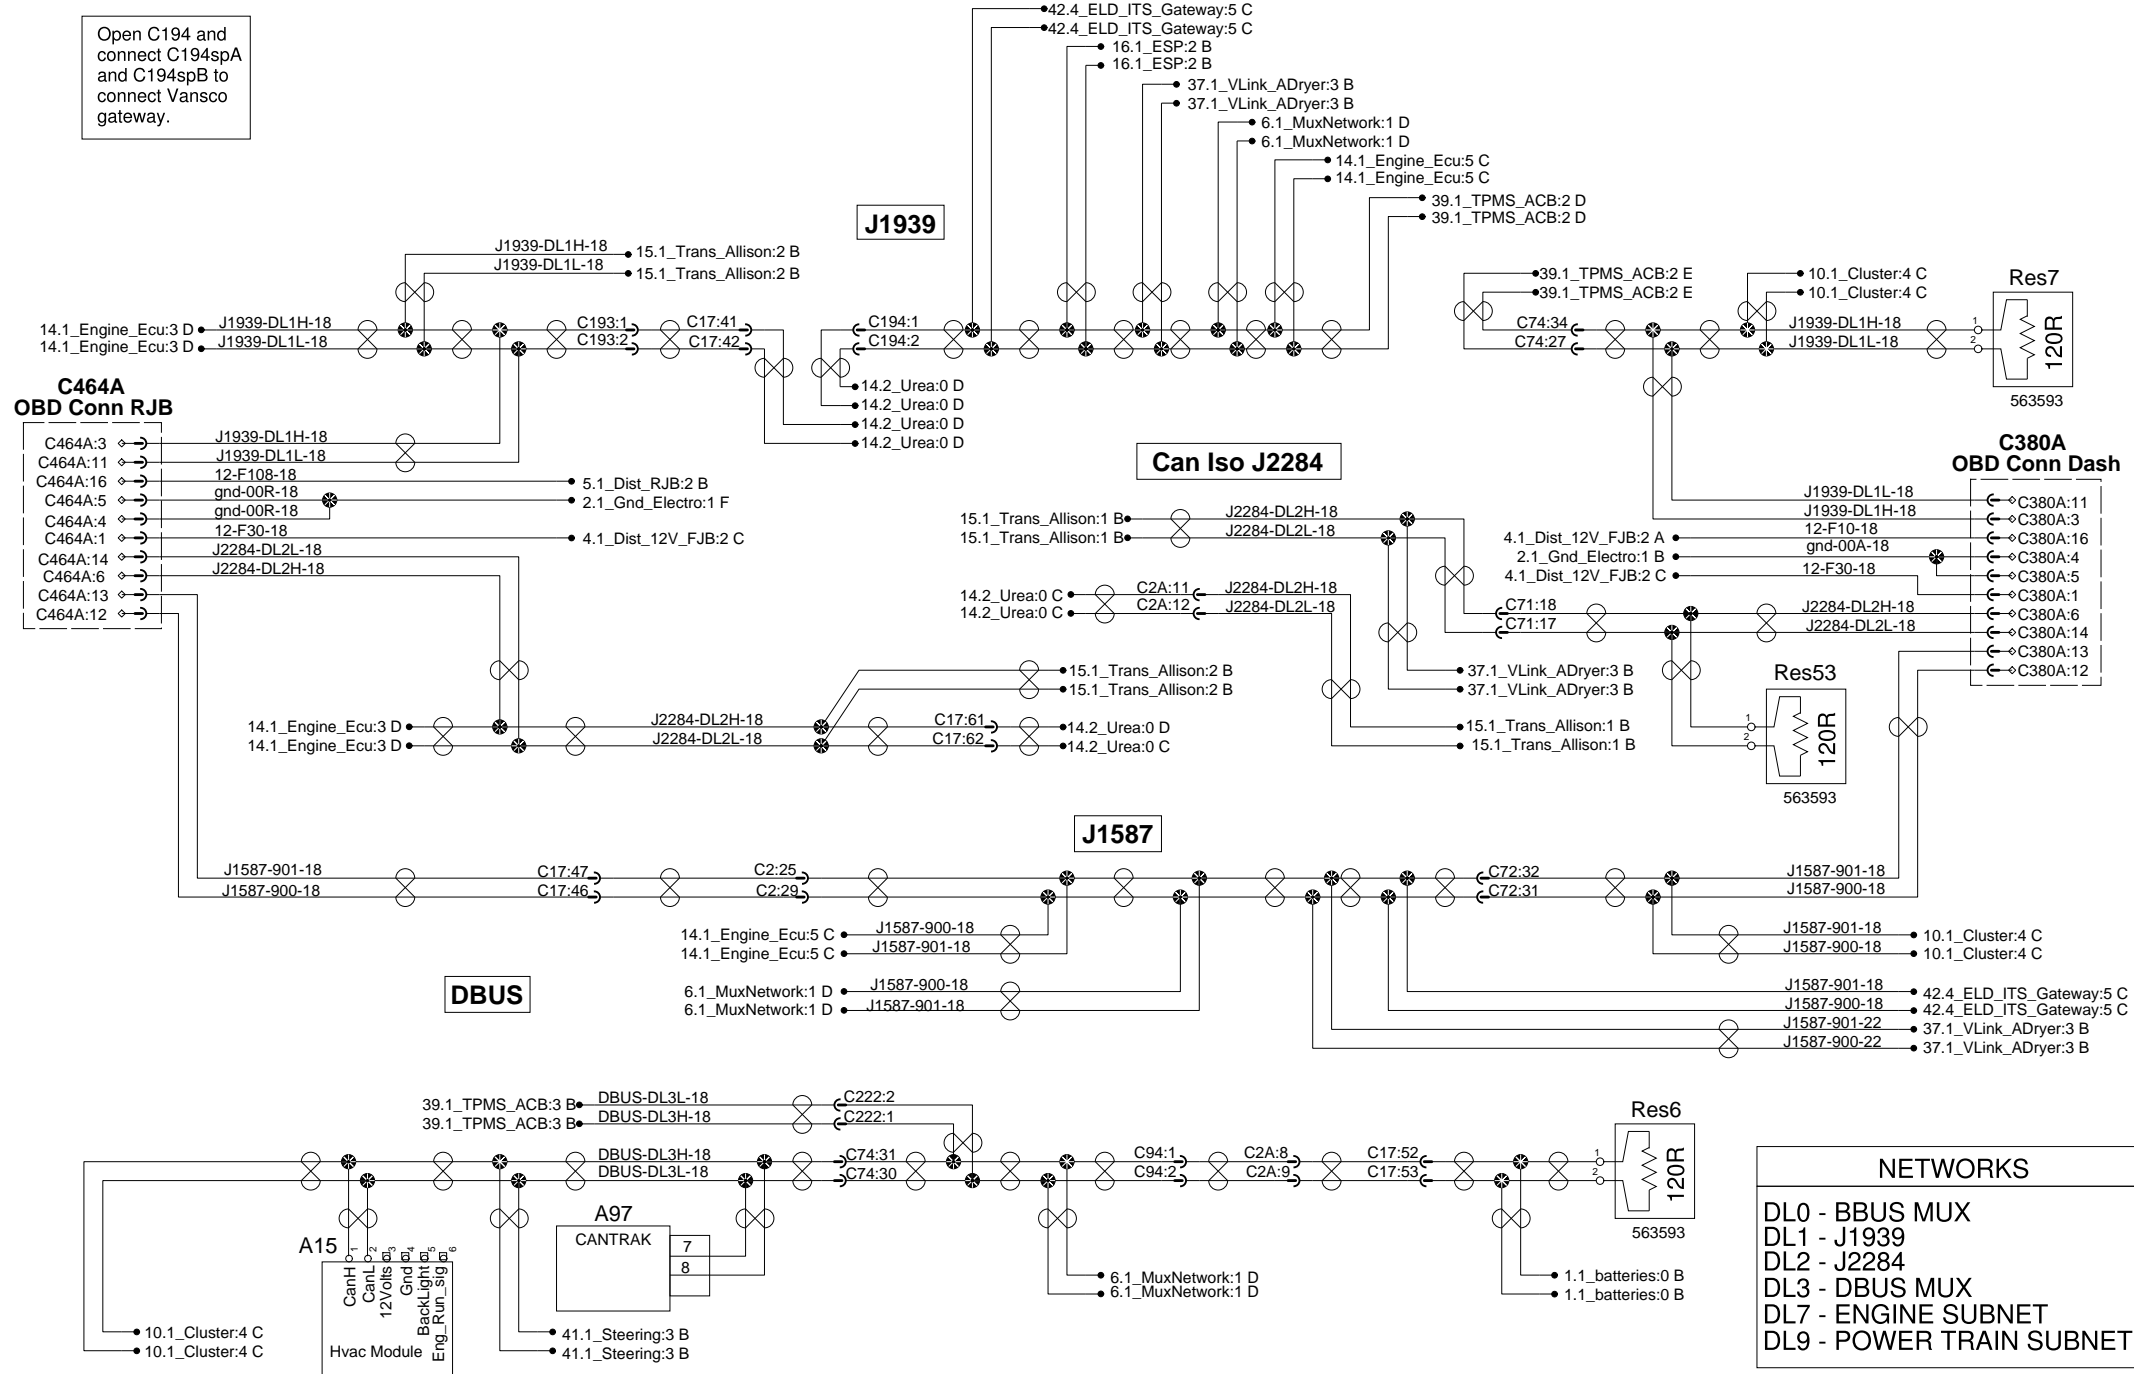 Open C194 and
connect C194spA
and C194spB to
connect Vansco
gateway.
42.4_ELD_ITS_Gateway:5 C
42.4_ELD_ITS_Gateway:5 C
16.1_ESP:2 B
16.1_ESP:2 B
37.1_VLink_ADryer:3 B
37.1_VLink_ADryer:3 B
6.1_MuxNetwork:1 D
6.1_MuxNetwork:1 D
14.1_Engine_Ecu:5 C
14.1_Engine_Ecu:5 C
39.1_TPMS_ACB:2 D
39.1_TPMS_ACB:2 D
J1939
J1939-DL1H-18
15.1_Trans_Allison:2 B
J1939-DL1L-18
15.1_Trans_Allison:2 B
14.1_Engine_Ecu:3 D
J1939-DL1H-18
C193:1
C17:41
14.1_Engine_Ecu:3 D
J1939-DL1L-18
C193:2
C17:42
C194:1
C194:2
14.2_Urea:0 D
14.2_Urea:0 D
14.2_Urea:0 D
14.2_Urea:0 D
39.1_TPMS_ACB:2 E
39.1_TPMS_ACB:2 E
10.1_Cluster:4 C
10.1_Cluster:4 C
C74:34
C74:27
J1939-DL1H-18
J1939-DL1L-18
Res7
1
2
120R
563593
C464A
OBD Conn RJB
C464A:3
J1939-DL1H-18
C464A:11
J1939-DL1L-18
C464A:16
12-F108-18
5.1_Dist_RJB:2 B
C464A:5
gnd-00R-18
2.1_Gnd_Electro:1 F
C464A:4
gnd-00R-18
C464A:1
12-F30-18
4.1_Dist_12V_FJB:2 C
C464A:14
J2284-DL2L-18
C464A:6
J2284-DL2H-18
C464A:13
C464A:12
Can Iso J2284
15.1_Trans_Allison:1 B
J2284-DL2H-18
15.1_Trans_Allison:1 B
J2284-DL2L-18
14.2_Urea:0 C
C2A:11
J2284-DL2H-18
14.2_Urea:0 C
C2A:12
J2284-DL2L-18
C71:18
C71:17
37.1_VLink_ADryer:3 B
37.1_VLink_ADryer:3 B
15.1_Trans_Allison:1 B
15.1_Trans_Allison:1 B
C380A
OBD Conn Dash
J1939-DL1L-18
C380A:11
J1939-DL1H-18
C380A:3
4.1_Dist_12V_FJB:2 A
12-F10-18
C380A:16
2.1_Gnd_Electro:1 B
gnd-00A-18
C380A:4
4.1_Dist_12V_FJB:2 C
12-F30-18
C380A:5
C380A:1
J2284-DL2H-18
C380A:6
J2284-DL2L-18
C380A:14
C380A:13
C380A:12
Res53
1
2
120R
563593
15.1_Trans_Allison:2 B
15.1_Trans_Allison:2 B
14.1_Engine_Ecu:3 D
J2284-DL2H-18
C17:61
14.2_Urea:0 D
14.1_Engine_Ecu:3 D
J2284-DL2L-18
C17:62
14.2_Urea:0 C
J1587
J1587-901-18
C17:47
C2:25
C72:32
J1587-901-18
J1587-900-18
C17:46
C2:29
C72:31
J1587-900-18
14.1_Engine_Ecu:5 C
J1587-900-18
14.1_Engine_Ecu:5 C
J1587-901-18
6.1_MuxNetwork:1 D
J1587-900-18
6.1_MuxNetwork:1 D
J1587-901-18
J1587-901-18
10.1_Cluster:4 C
J1587-900-18
10.1_Cluster:4 C
J1587-901-18
42.4_ELD_ITS_Gateway:5 C
J1587-900-18
42.4_ELD_ITS_Gateway:5 C
J1587-901-22
37.1_VLink_ADryer:3 B
J1587-900-22
37.1_VLink_ADryer:3 B
DBUS
39.1_TPMS_ACB:3 B
DBUS-DL3L-18
C222:2
39.1_TPMS_ACB:3 B
DBUS-DL3H-18
C222:1
DBUS-DL3H-18
C74:31
C94:1
C2A:8
C17:52
DBUS-DL3L-18
C74:30
C94:2
C2A:9
C17:53
Res6
1
2
120R
563593
A15
1
2
3
4
5
6
CanH
CanL
12Volts
Gnd
BackLight
Eng_Run_sig
Hvac Module
A97
CANTRAK
7
8
10.1_Cluster:4 C
10.1_Cluster:4 C
41.1_Steering:3 B
41.1_Steering:3 B
6.1_MuxNetwork:1 D
6.1_MuxNetwork:1 D
1.1_batteries:0 B
1.1_batteries:0 B
NETWORKS
DL0 - BBUS MUX
DL1 - J1939
DL2 - J2284
DL3 - DBUS MUX
DL7 - ENGINE SUBNET
DL9 - POWER TRAIN SUBNET